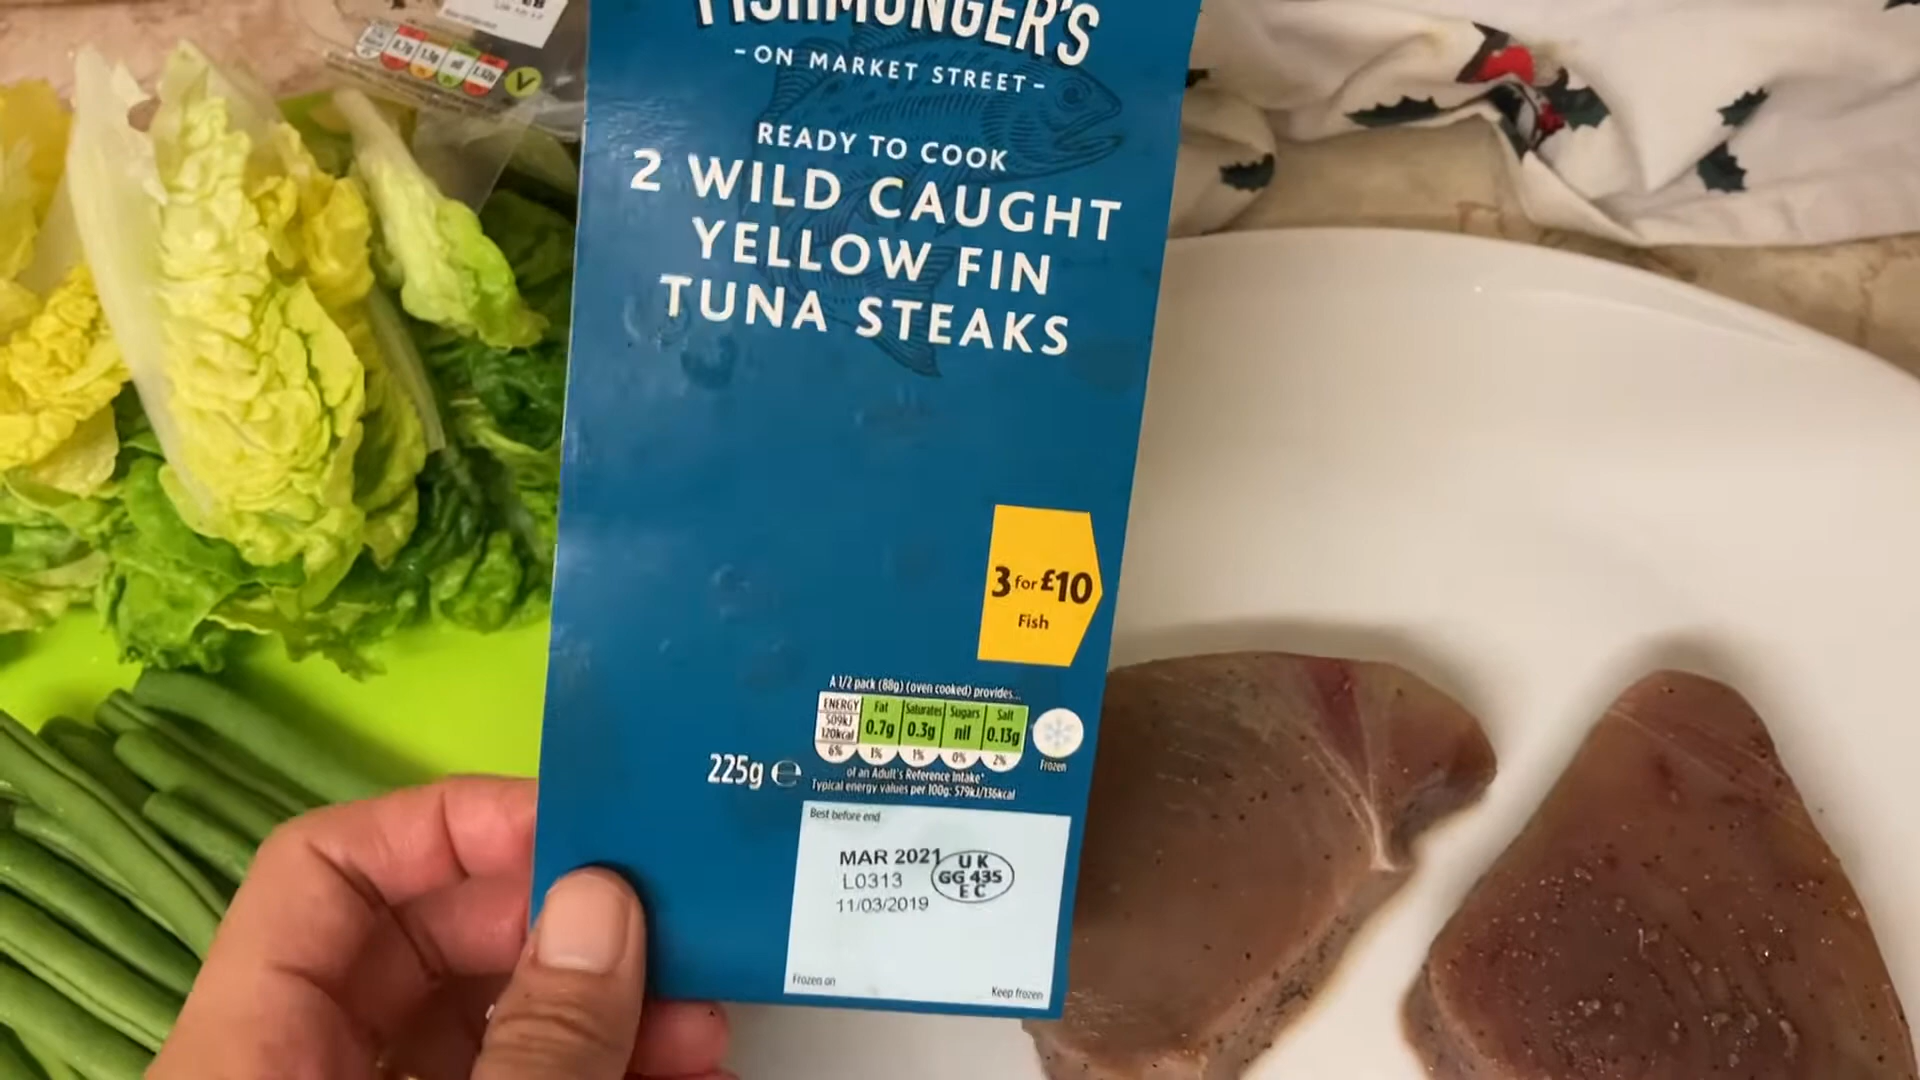 FISHMONGER'S
- ON MARKET STREET -
READY TO COOK
2 WILD CAUGHT
YELLOW FIN
TUNA STEAKS
3 for £10
Fish
A 1/2 pack (88g) (oven cooked) provides...
ENERGY 509kJ 120kcal 6%
Fat 0.7g 1%
Saturates 0.3g 1%
Sugars nil 0%
Salt 0.13g 2%
Frozen
of an Adult's Reference Intake*
Typical energy values per 100g: 579kJ/136kcal
225g ℮
Best before end
MAR 2021
L0313
11/03/2019
UK
GG 435
EC
Frozen on
Keep frozen
nil
V